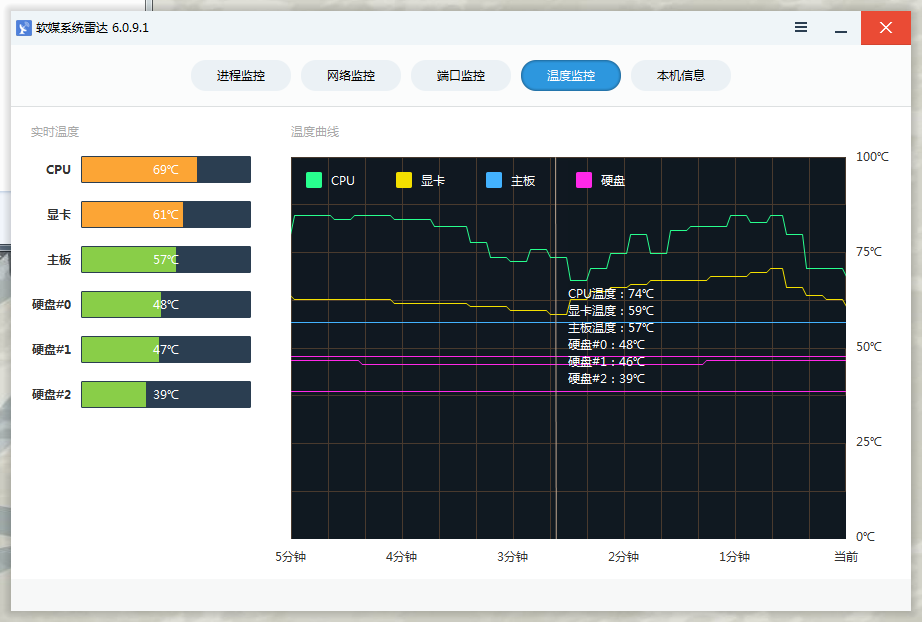 软媒系统雷达 6.0.9.1
进程监控 网络监控 端口监控 温度监控 本机信息
实时温度
CPU 69℃
显卡 61℃
主板 57℃
硬盘#0 48℃
硬盘#1 47℃
硬盘#2 39℃
温度曲线
CPU 显卡 主板 硬盘
CPU温度：74℃
显卡温度：59℃
主板温度：57℃
硬盘#0：48℃
硬盘#1：46℃
硬盘#2：39℃
100℃
75℃
50℃
25℃
0℃
5分钟 4分钟 3分钟 2分钟 1分钟 当前